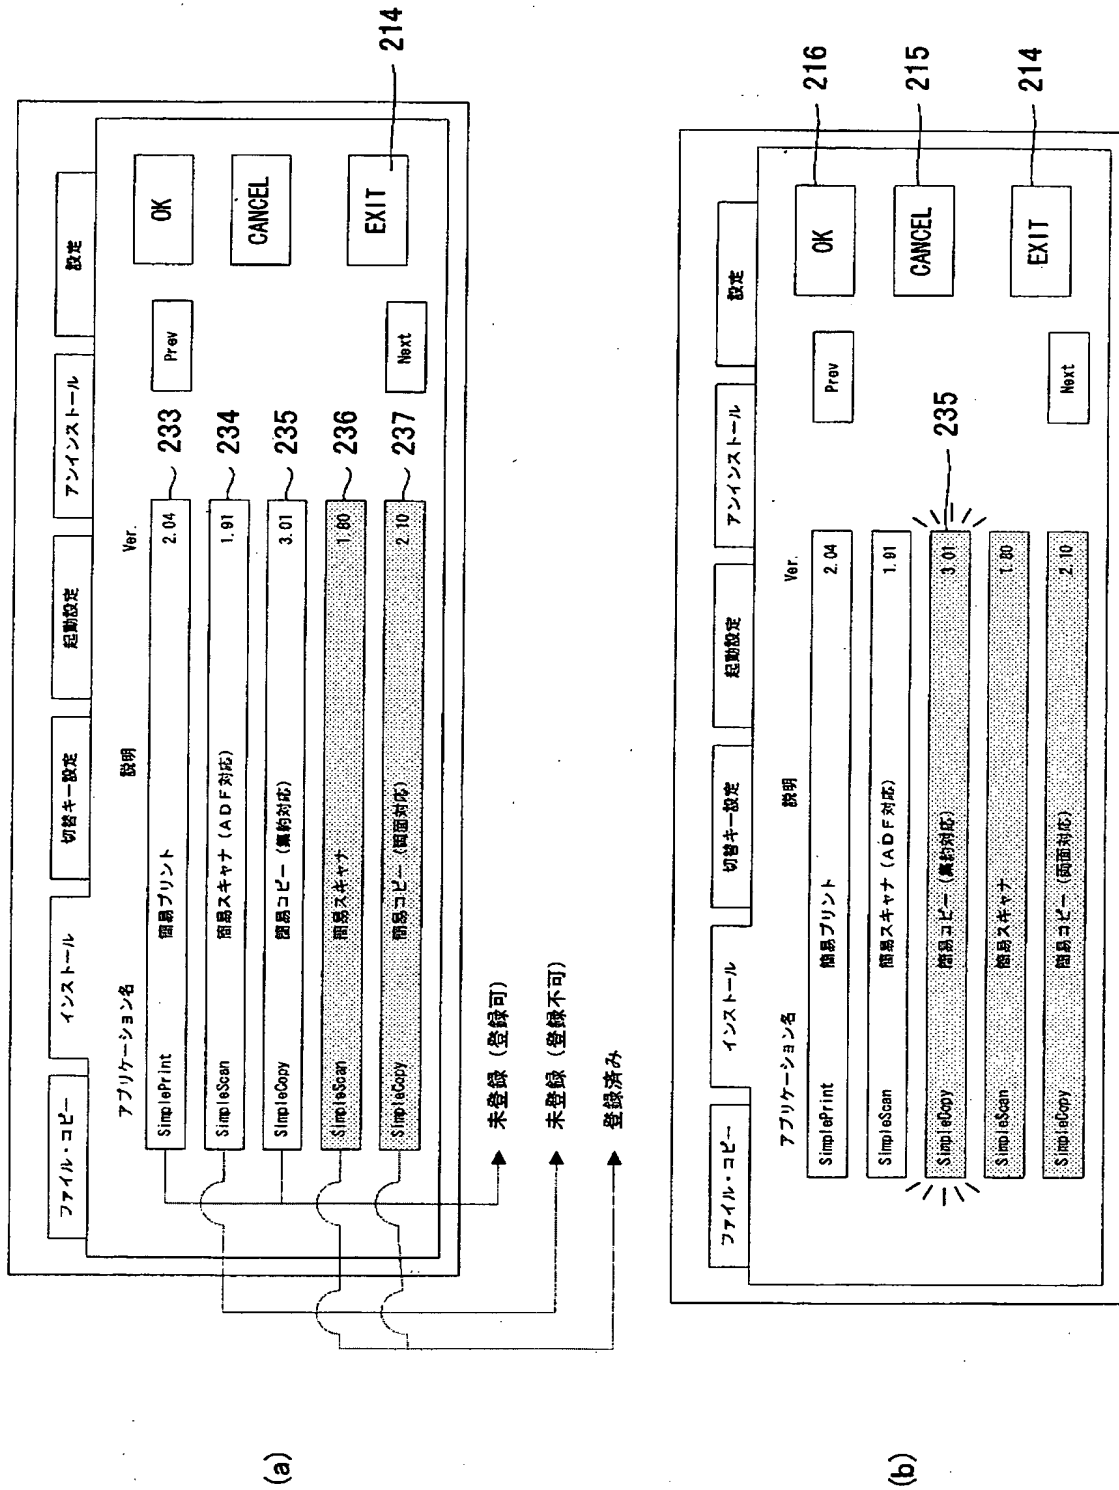 (a)
ファイル・コピー
インストール
切替キー設定
起動設定
アンインストール
設定
アプリケーション名
説明
Ver.
SimplePrint 簡易プリント 2.04
SimpleScan 簡易スキャナ(ADF対応) 1.91
SimpleCopy 簡易コピー(集約対応) 3.01
SimpleScan 簡易スキャナ 1.80
SimpleCopy 簡易コピー(両面対応) 2.10
233
234
235
236
237
Prev
Next
OK
CANCEL
EXIT
214
未登録(登録可)
未登録(登録不可)
登録済み
(b)
ファイル・コピー
インストール
切替キー設定
起動設定
アンインストール
設定
アプリケーション名
説明
Ver.
SimplePrint 簡易プリント 2.04
SimpleScan 簡易スキャナ(ADF対応) 1.91
SimpleCopy 簡易コピー(集約対応) 3.01
SimpleScan 簡易スキャナ 1.80
SimpleCopy 簡易コピー(両面対応) 2.10
235
Prev
Next
OK
CANCEL
EXIT
216
215
214